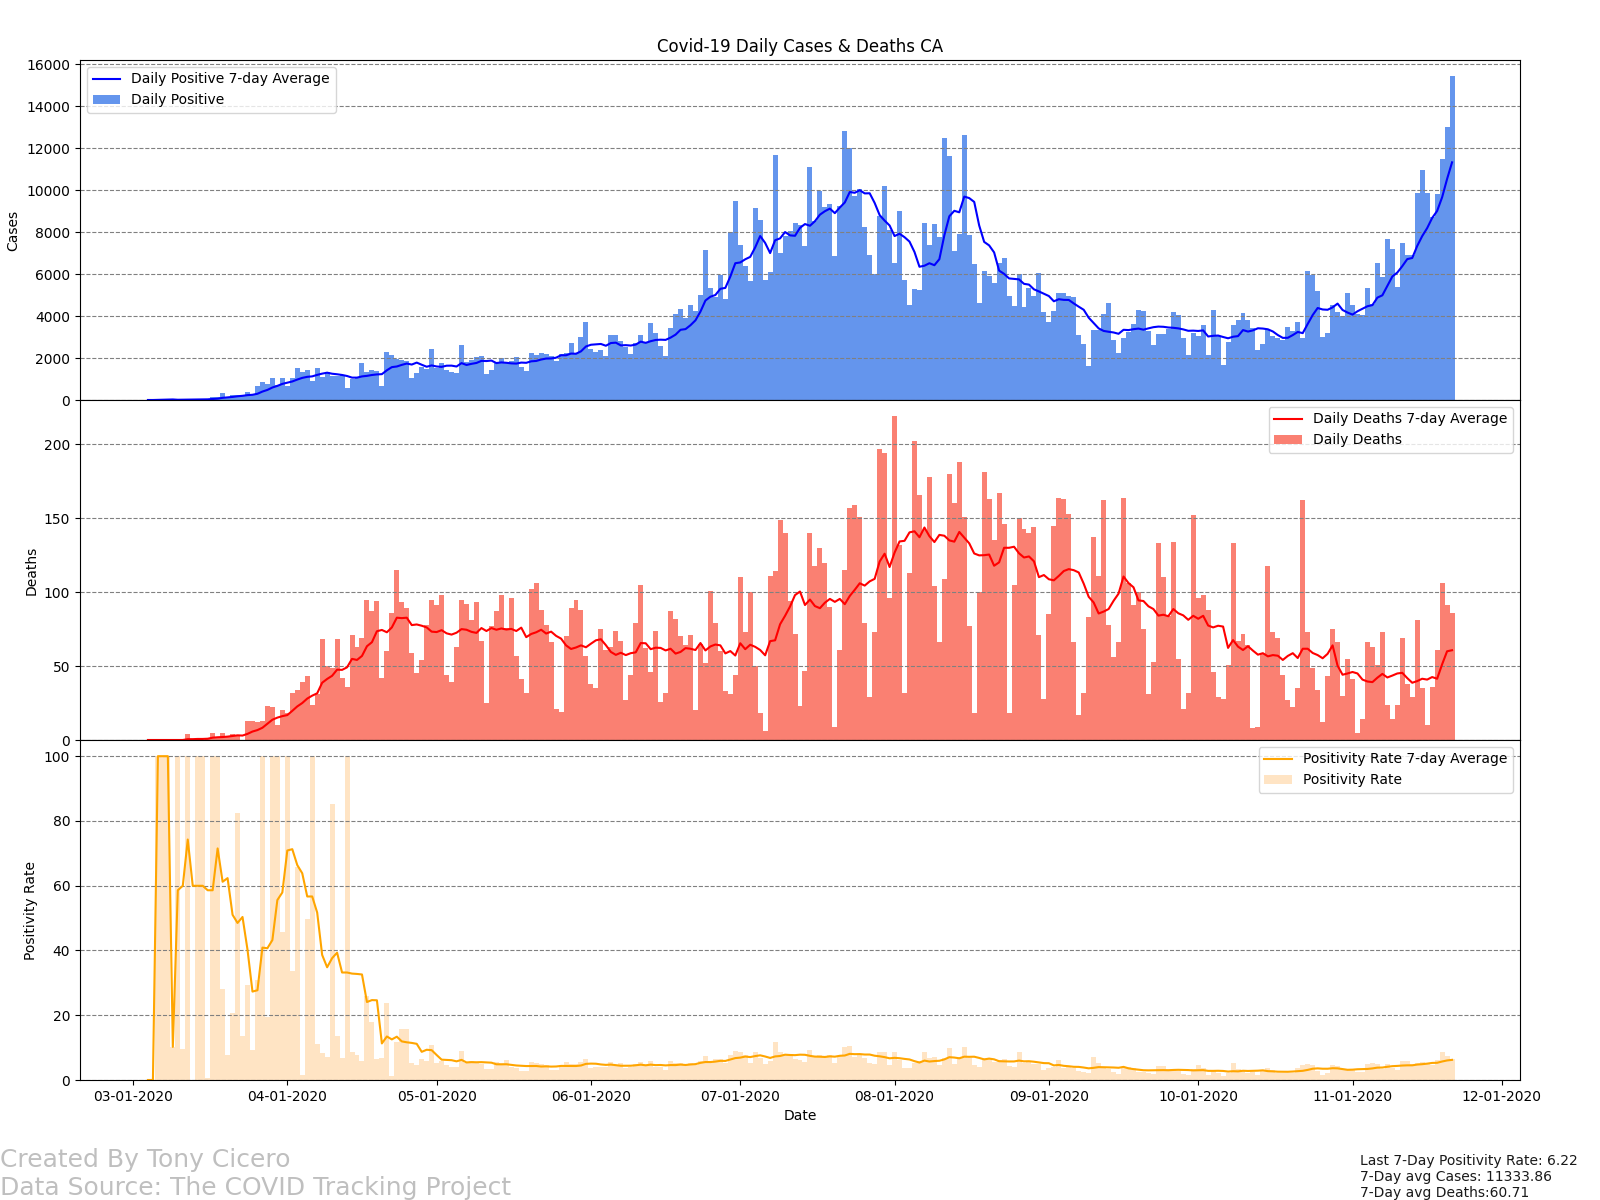 Covid-19 Daily Cases & Deaths CA
16000
14000
12000
10000
8000
6000
4000
2000
0
Cases
Daily Positive 7-day Average
Daily Positive
200
150
100
50
0
Deaths
Daily Deaths 7-day Average
Daily Deaths
100
80
60
40
20
0
Positivity Rate
Positivity Rate 7-day Average
Positivity Rate
03-01-2020 04-01-2020 05-01-2020 06-01-2020 07-01-2020 08-01-2020 09-01-2020 10-01-2020 11-01-2020 12-01-2020
Date
Created By Tony Cicero
Data Source: The COVID Tracking Project
Last 7-Day Positivity Rate: 6.22
7-Day avg Cases: 11333.86
7-Day avg Deaths:60.71